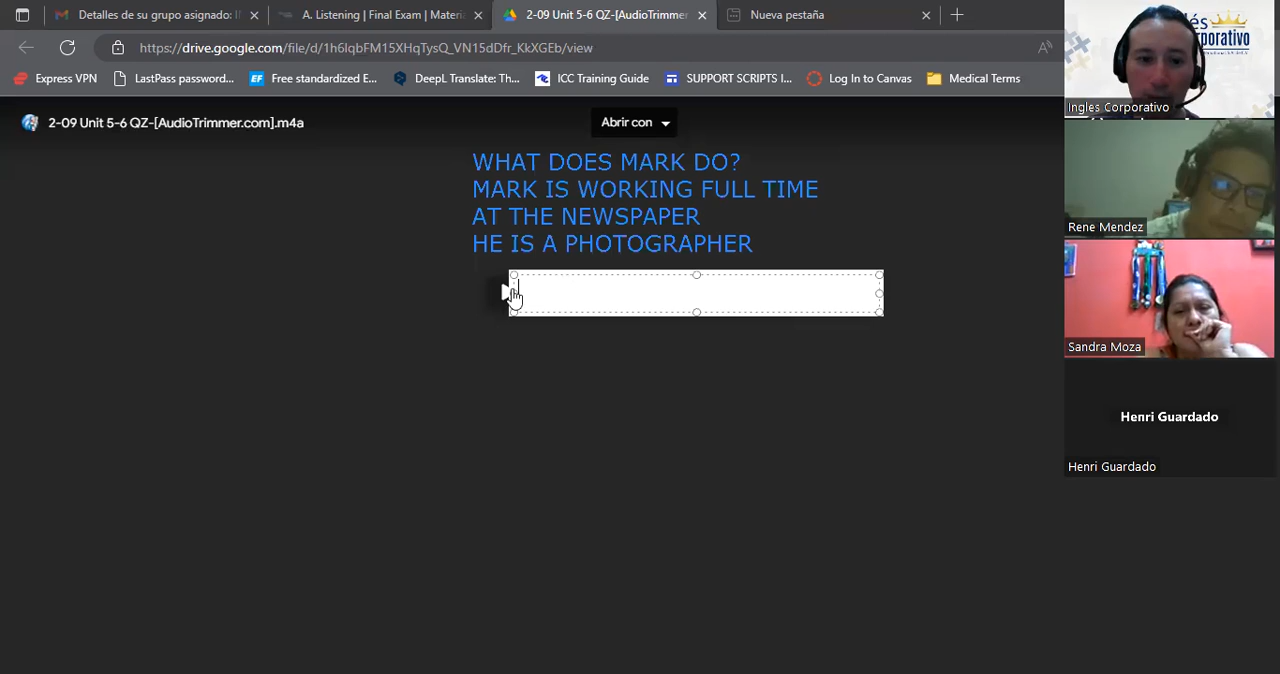 Detalles de su grupo asignado: I
A. Listening | Final Exam | Materia
2-09 Unit 5-6 QZ-[AudioTrimmer
Nueva pestaña
https://drive.google.com/file/d/1h6lqbFM15XHqTysQ_VN15dDfr_KkXGEb/view
Express VPN
LastPass password...
EF Free standardized E...
DeepL Translate: Th...
ICC Training Guide
SUPPORT SCRIPTS I...
Log In to Canvas
Medical Terms
2-09 Unit 5-6 QZ-[AudioTrimmer.com].m4a
Abrir con
WHAT DOES MARK DO?
MARK IS WORKING FULL TIME
AT THE NEWSPAPER
HE IS A PHOTOGRAPHER
Ingles Corporativo
Rene Mendez
Sandra Moza
Henri Guardado
Henri Guardado